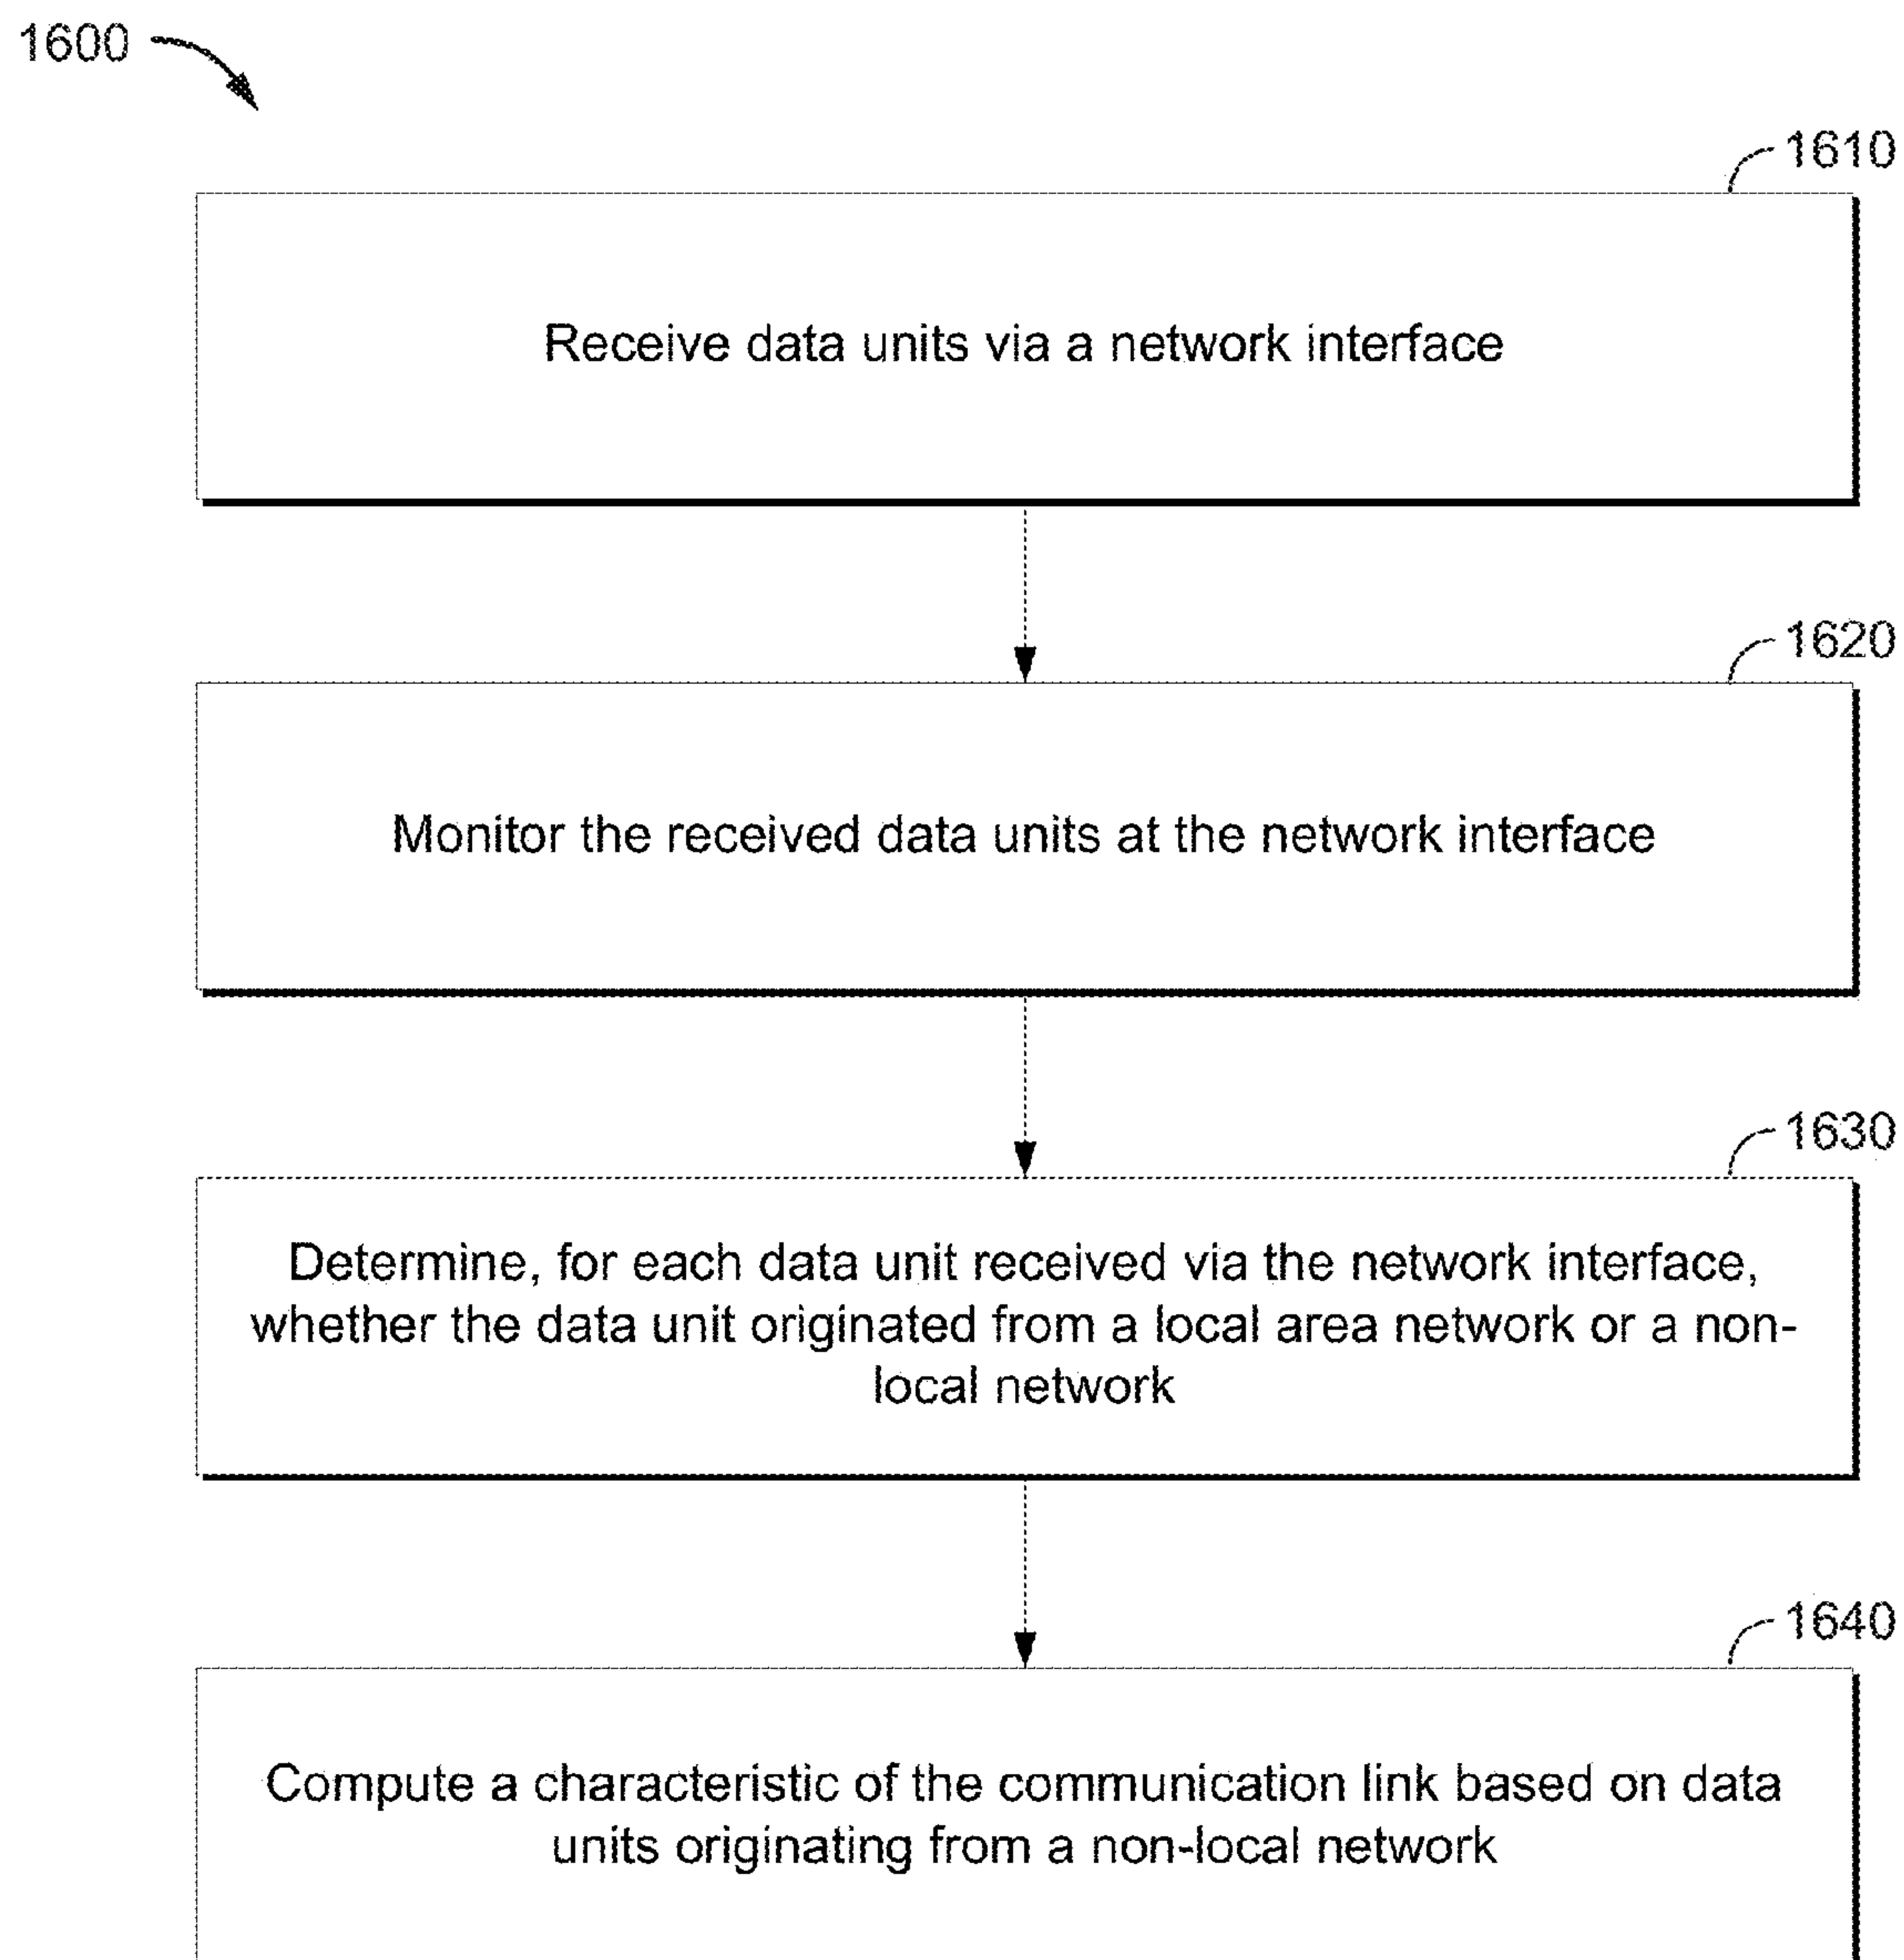 1600
1610
Receive data units via a network interface
1620
Monitor the received data units at the network interface
1630
Determine, for each data unit received via the network interface,
whether the data unit originated from a local area network or a non-
local network
1640
Compute a characteristic of the communication link based on data
units originating from a non-local network